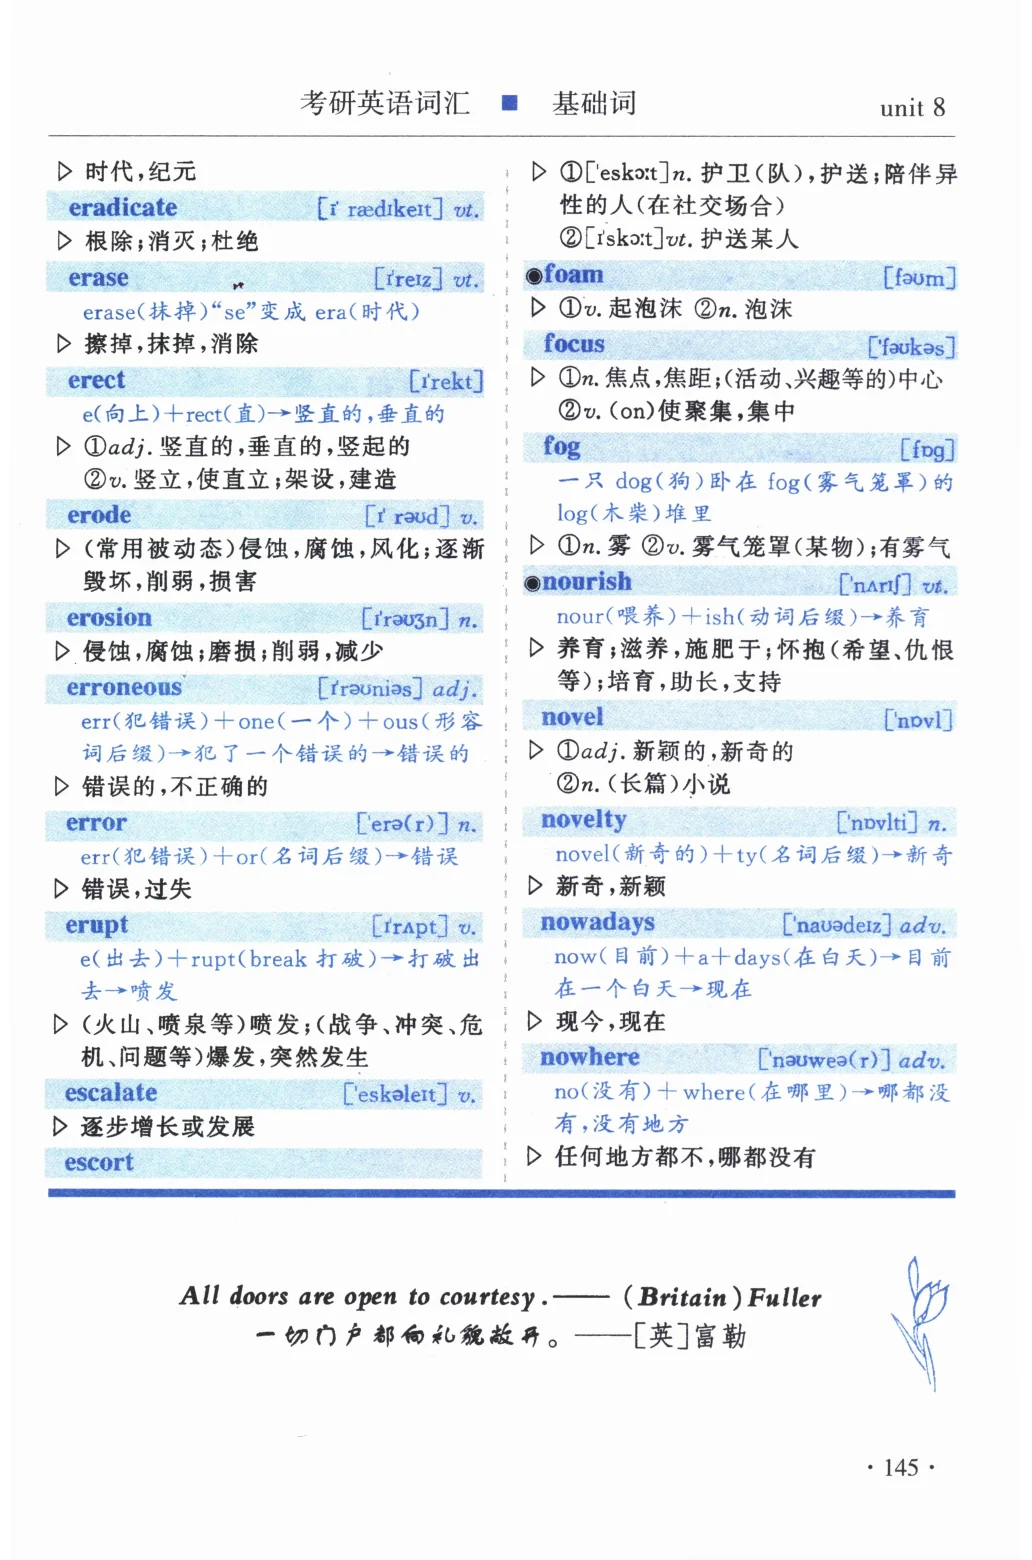 考研英语词汇 ■ 基础词 unit 8
▷ 时代,纪元
eradicate [ɪ' rædɪkeɪt] vt.
▷ 根除;消灭;杜绝
erase [ɪ'reɪz] vt.
erase(抹掉)“se”变成 era(时代)
▷ 擦掉,抹掉,消除
erect [ɪ'rekt]
e(向上)+rect(直)→竖直的,垂直的
▷ ①adj. 竖直的,垂直的,竖起的
②v. 竖立,使直立;架设,建造
erode [ɪ' rəʊd] v.
▷ (常用被动态)侵蚀,腐蚀,风化;逐渐
毁坏,削弱,损害
erosion [ɪ'rəʊʒn] n.
▷ 侵蚀,腐蚀;磨损;削弱,减少
erroneous [ɪ'rəʊniəs] adj.
err(犯错误)+one(一个)+ous(形容
词后缀)→犯了一个错误的→错误的
▷ 错误的,不正确的
error ['erə(r)] n.
err(犯错误)+or(名词后缀)→错误
▷ 错误,过失
erupt [ɪ'rʌpt] v.
e(出去)+rupt(break 打破)→打破出
去→喷发
▷ (火山、喷泉等)喷发;(战争、冲突、危
机、问题等)爆发,突然发生
escalate ['eskəleɪt] v.
▷ 逐步增长或发展
escort
▷ ①['eskɔːt]n. 护卫(队),护送;陪伴异
性的人(在社交场合)
②[ɪ'skɔːt]vt. 护送某人
◉foam [fəʊm]
▷ ①v. 起泡沫 ②n. 泡沫
focus ['fəʊkəs]
▷ ①n. 焦点,焦距;(活动、兴趣等的)中心
②v. (on)使聚集,集中
fog [fɒg]
一只 dog(狗)卧在 fog(雾气笼罩)的
log(木柴)堆里
▷ ①n. 雾 ②v. 雾气笼罩(某物);有雾气
◉nourish ['nʌrɪʃ] vt.
nour(喂养)+ish(动词后缀)→养育
▷ 养育;滋养,施肥于;怀抱(希望、仇恨
等);培育,助长,支持
novel ['nɒvl]
▷ ①adj. 新颖的,新奇的
②n. (长篇)小说
novelty ['nɒvlti] n.
novel(新奇的)+ty(名词后缀)→新奇
▷ 新奇,新颖
nowadays ['naʊədeɪz] adv.
now(目前)+a+days(在白天)→目前
在一个白天→现在
▷ 现今,现在
nowhere ['nəʊweə(r)] adv.
no(没有)+where(在哪里)→哪都没
有,没有地方
▷ 任何地方都不,哪都没有
All doors are open to courtesy.—— (Britain)Fuller
一切门户都向礼貌敞开。——[英]富勒
· 145 ·